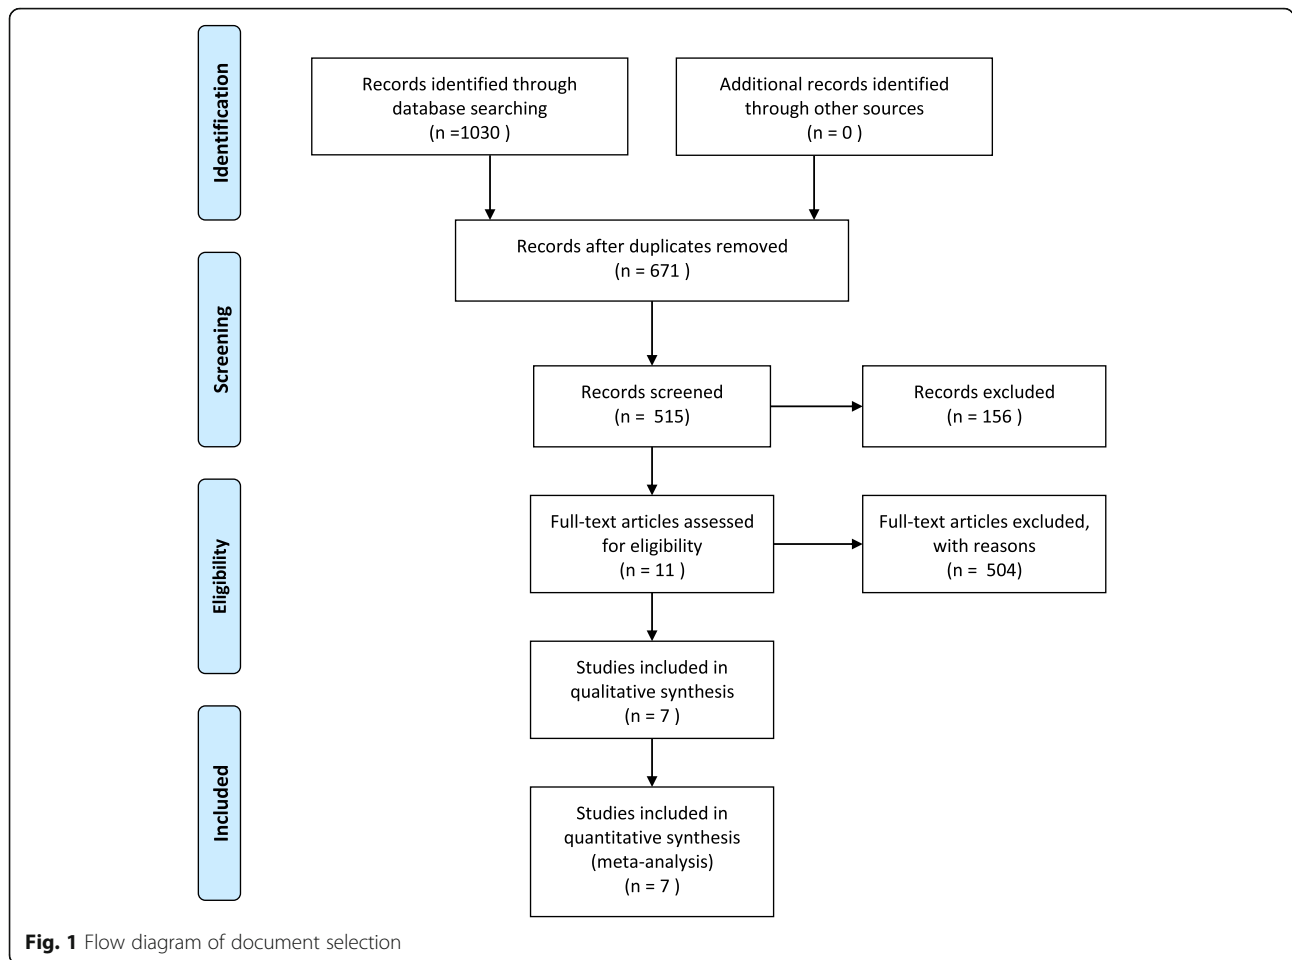 Identification
Records identified through
database searching
(n =1030 )
Additional records identified
through other sources
(n = 0 )
Records after duplicates removed
(n = 671 )
Screening
Records screened
(n =  515)
Records excluded
(n = 156 )
Eligibility
Full-text articles assessed
for eligibility
(n = 11 )
Full-text articles excluded,
with reasons
(n =  504)
Studies included in
qualitative synthesis
(n = 7 )
Included
Studies included in
quantitative synthesis
(meta-analysis)
(n = 7 )
Fig. 1 Flow diagram of document selection